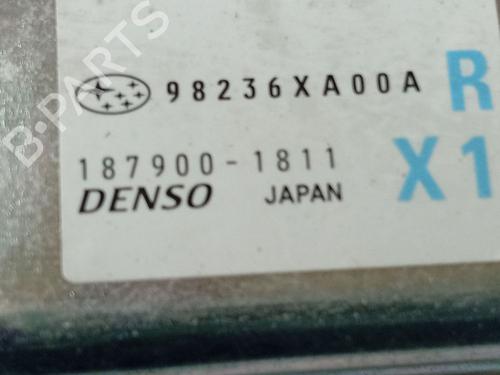 B-PARTS
98236XA00A R
187900-1811 X1
DENSO JAPAN